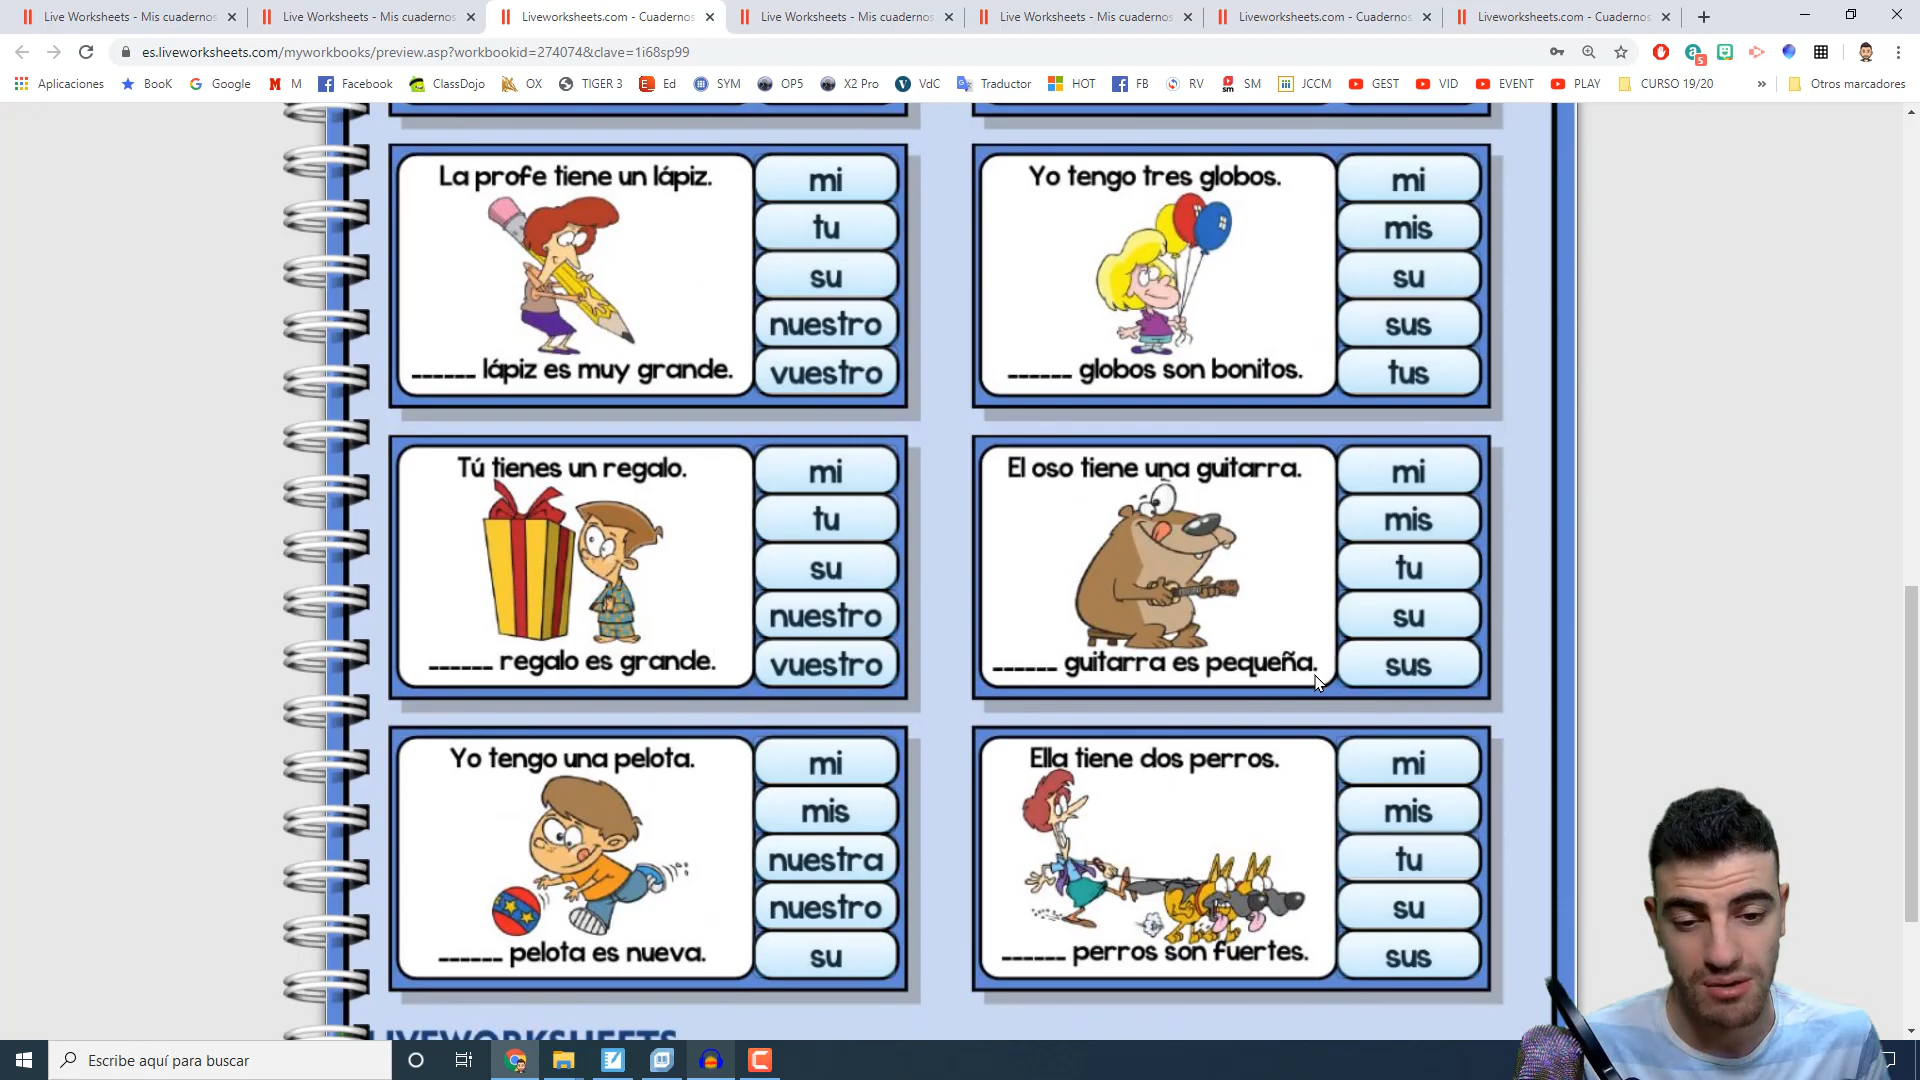 Live Worksheets - Mis cuadernos
Live Worksheets - Mis cuadernos
Liveworksheets.com - Cuadernos
Live Worksheets - Mis cuadernos
Live Worksheets - Mis cuadernos
Liveworksheets.com - Cuadernos
Liveworksheets.com - Cuadernos
es.liveworksheets.com/myworkbooks/preview.asp?workbookid=274074&clave=1i68sp99
5
Aplicaciones
BooK
Google
M
Facebook
ClassDojo
OX
TIGER 3
Ed
SYM
OP5
X2 Pro
VdC
Traductor
HOT
FB
RV
SM
JCCM
GEST
VID
EVENT
PLAY
CURSO 19/20
»
Otros marcadores
La profe tiene un lápiz.
______ lápiz es muy grande.
mi
tu
su
nuestro
vuestro
Yo tengo tres globos.
______ globos son bonitos.
mi
mis
su
sus
tus
Tú tienes un regalo.
______ regalo es grande.
mi
tu
su
nuestro
vuestro
El oso tiene una guitarra.
______ guitarra es pequeña.
mi
mis
tu
su
sus
Yo tengo una pelota.
______ pelota es nueva.
mi
mis
nuestra
nuestro
su
Ella tiene dos perros.
______ perros son fuertes.
mi
mis
tu
su
sus
LIVEWORKSHEETS
Escribe aquí para buscar